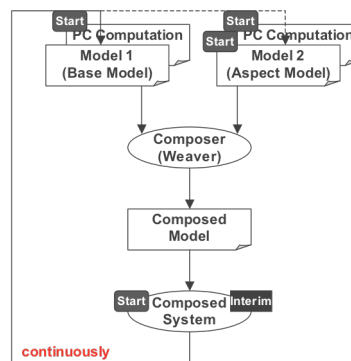 Start
Start
PC Computation
PC Computation
Start
Model 1
(Base Model)
Model 2
(Aspect Model)
Composer
(Weaver)
Composed
Model
Start
Composed
System
Interim
continuously